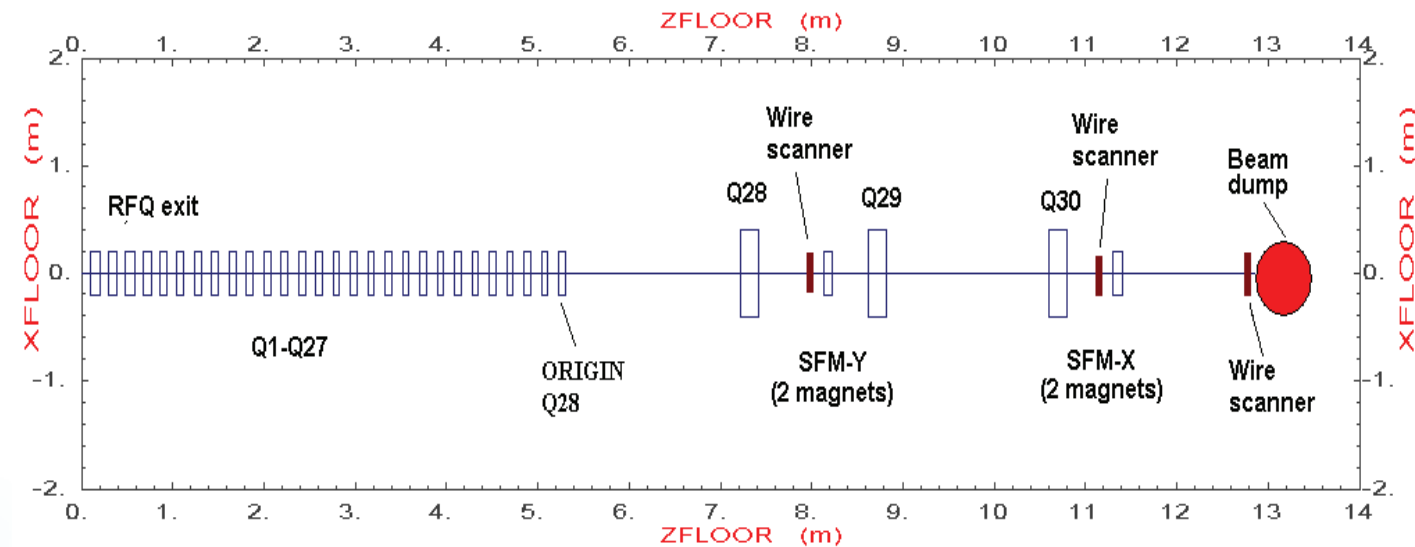 ZFLOOR (m)
0. 1. 2. 3. 4. 5. 6. 7. 8. 9. 10 11 12 13 14
2. 2.
Wire
scanner
Wire
scanner
Beam
dump
1. 1.
Q28 Q29 Q30
RFQ exit
XFLOOR (m)
XFLOOR (m)
0. 0.
Q1-Q27
ORIGIN
Q28
SFM-Y
(2 magnets)
SFM-X
(2 magnets)
Wire
scanner
-1. -1.
-2. -2.
0. 1. 2. 3. 4. 5. 6. 7. 8. 9. 10 11 12 13 14
ZFLOOR (m)